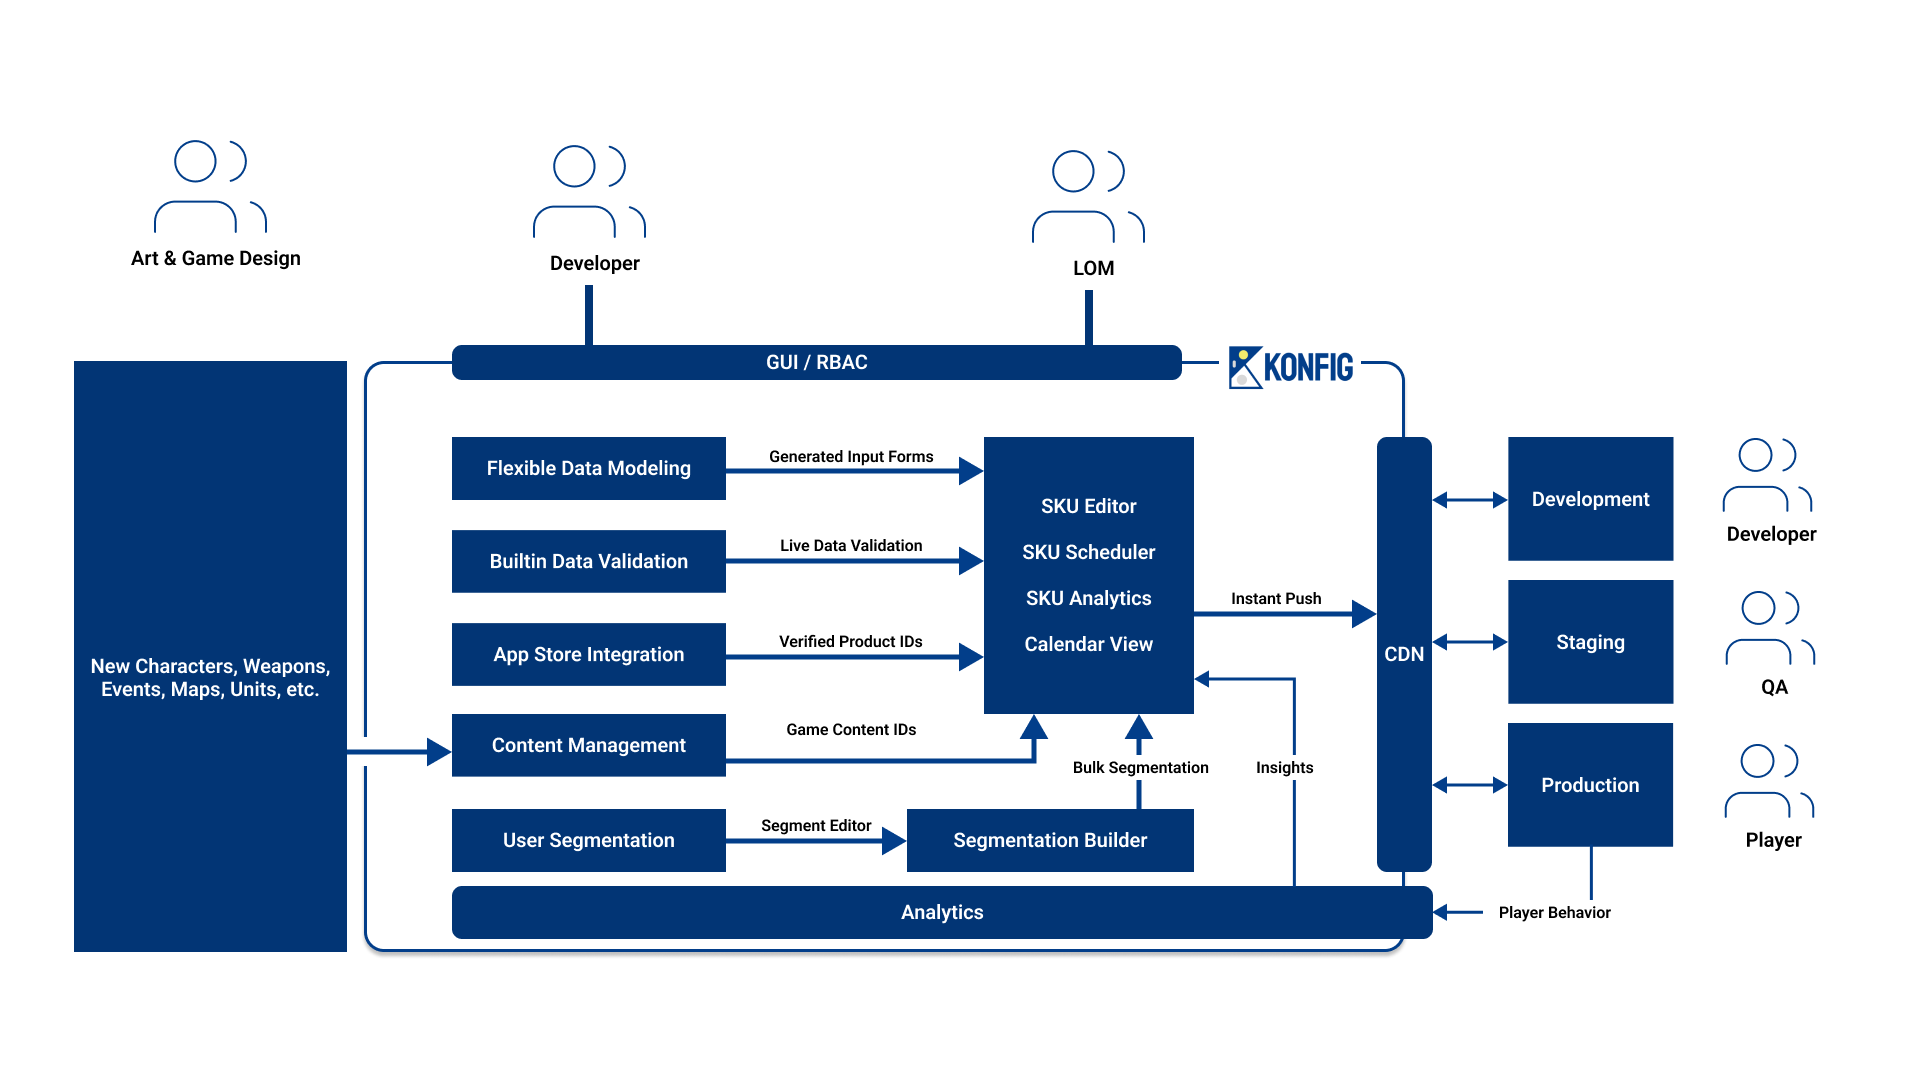 Art & Game Design
Developer
LOM
GUI / RBAC
KONFIG
New Characters, Weapons,
Events, Maps, Units, etc.
Flexible Data Modeling
Generated Input Forms
Builtin Data Validation
Live Data Validation
App Store Integration
Verified Product IDs
Content Management
Game Content IDs
User Segmentation
Segment Editor
Segmentation Builder
Bulk Segmentation
SKU Editor
SKU Scheduler
SKU Analytics
Calendar View
Instant Push
Insights
CDN
Analytics
Development
Developer
Staging
QA
Production
Player
Player Behavior